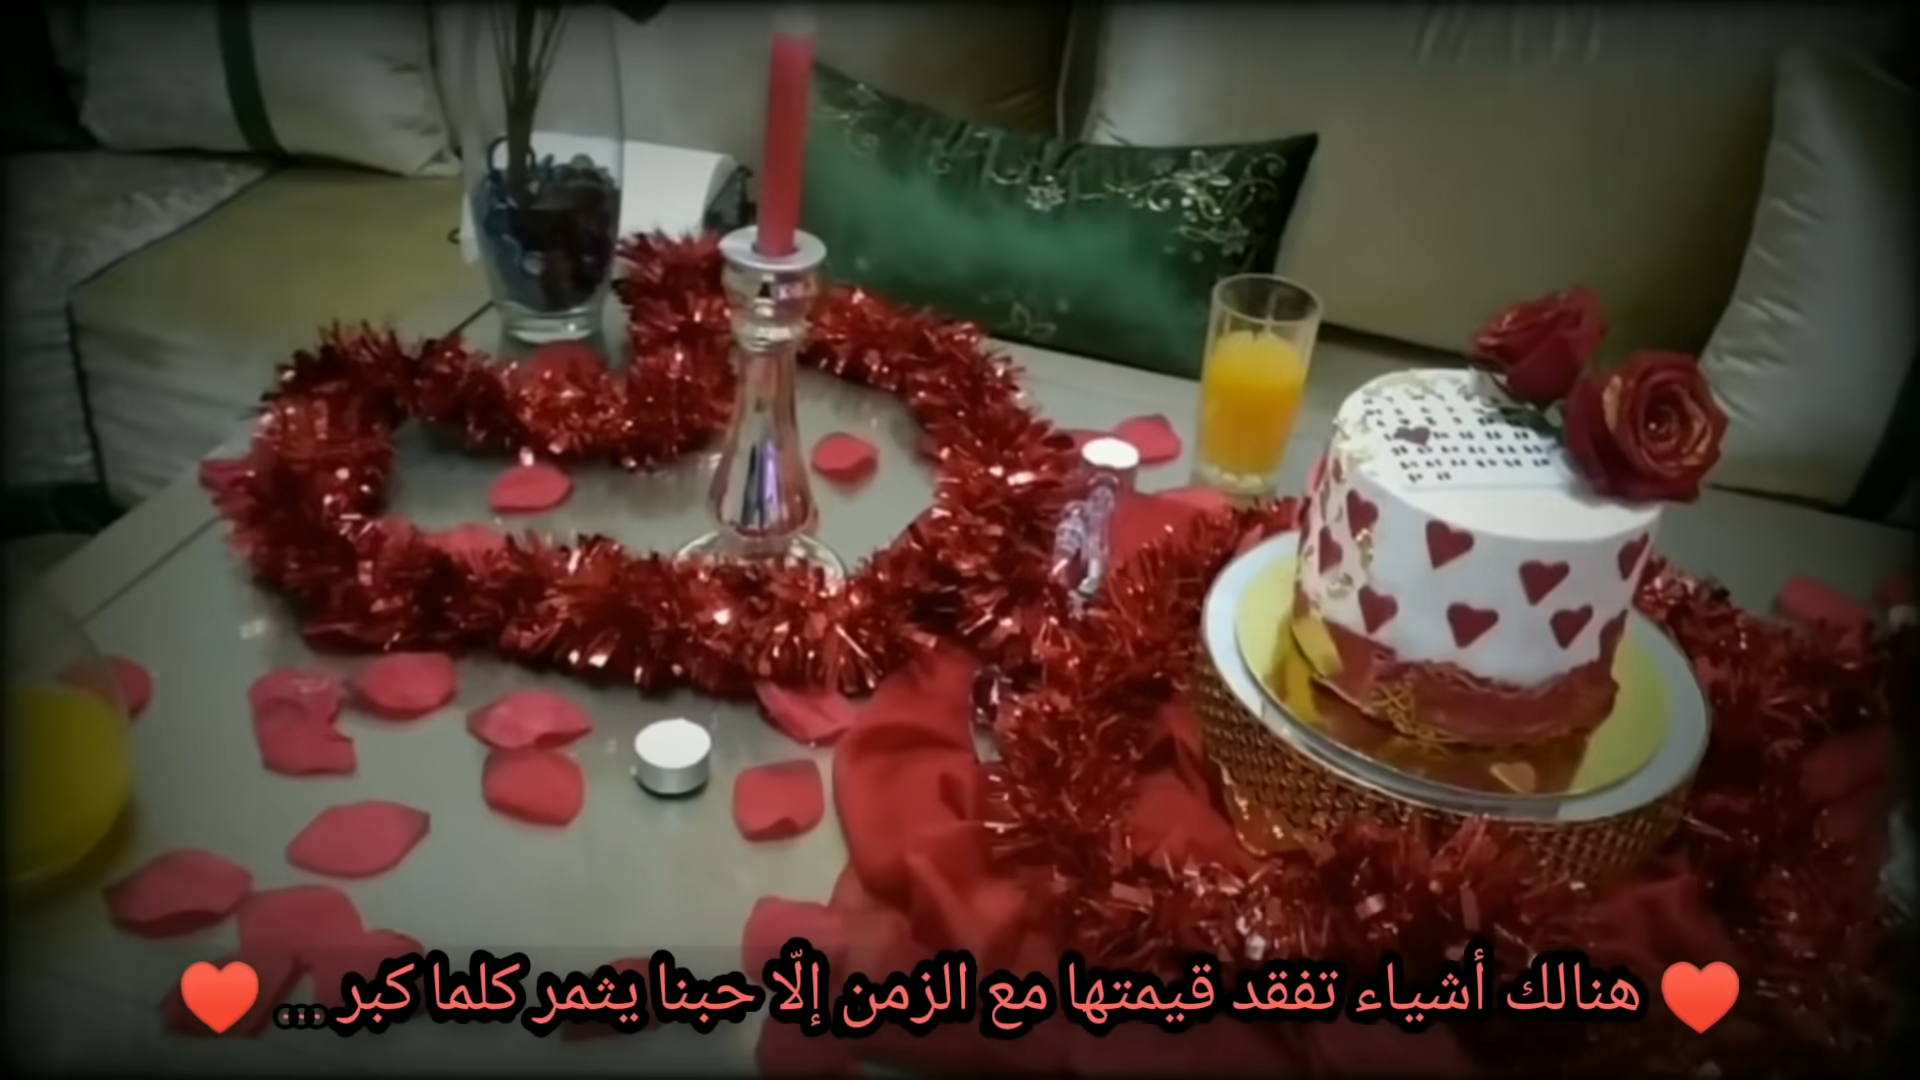 ♥️ هنالك أشياء تفقد قيمتها مع الزمن إلّا حبنا يثمر كلما كبر... ♥️